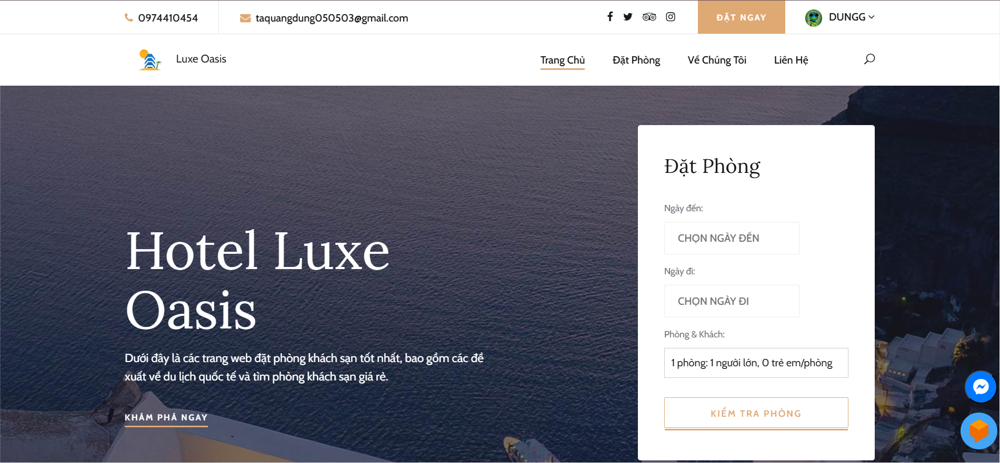 0974410454
taquangdung050503@gmail.com
ĐẶT NGAY
DUNGG
Luxe Oasis
Trang Chủ
Đặt Phòng
Về Chúng Tôi
Liên Hệ
Hotel Luxe
Oasis
Dưới đây là các trang web đặt phòng khách sạn tốt nhất, bao gồm các đề
xuất về du lịch quốc tế và tìm phòng khách sạn giá rẻ.
KHÁM PHÁ NGAY
Đặt Phòng
Ngày đến:
CHỌN NGÀY ĐẾN
Ngày đi:
CHỌN NGÀY ĐI
Phòng & Khách:
1 phòng: 1 người lớn, 0 trẻ em/phòng
KIỂM TRA PHÒNG